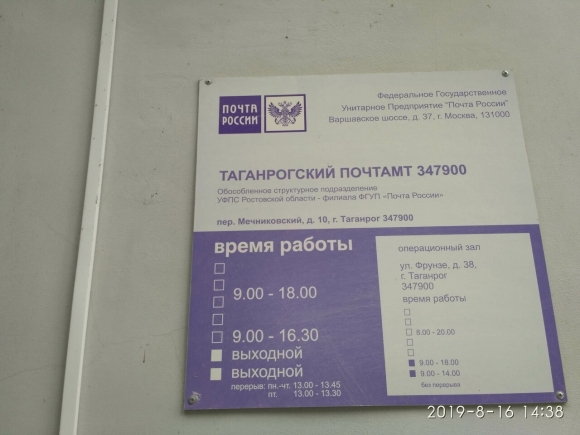 ПОЧТА
РОССИИ
Федеральное Государственное
Унитарное Предприятие "Почта России"
Варшавское шоссе, д. 37, г. Москва, 131000
ТАГАНРОГСКИЙ ПОЧТАМТ 347900
Обособленное структурное подразделение
УФПС Ростовской области - филиала ФГУП «Почта России»
пер. Мечниковский, д. 10, г. Таганрог 347900
время работы
9.00 - 18.00
9.00 - 16.30
выходной
выходной
перерыв: пн.-чт. 13.00 - 13.45
пт. 13.00 - 13.30
операционный зал
ул. Фрунзе, д. 38,
г. Таганрог
347900
время работы
8.00 - 20.00
9.00 - 18.00
9.00 - 14.00
без перерыва
2019-8-16 14:38